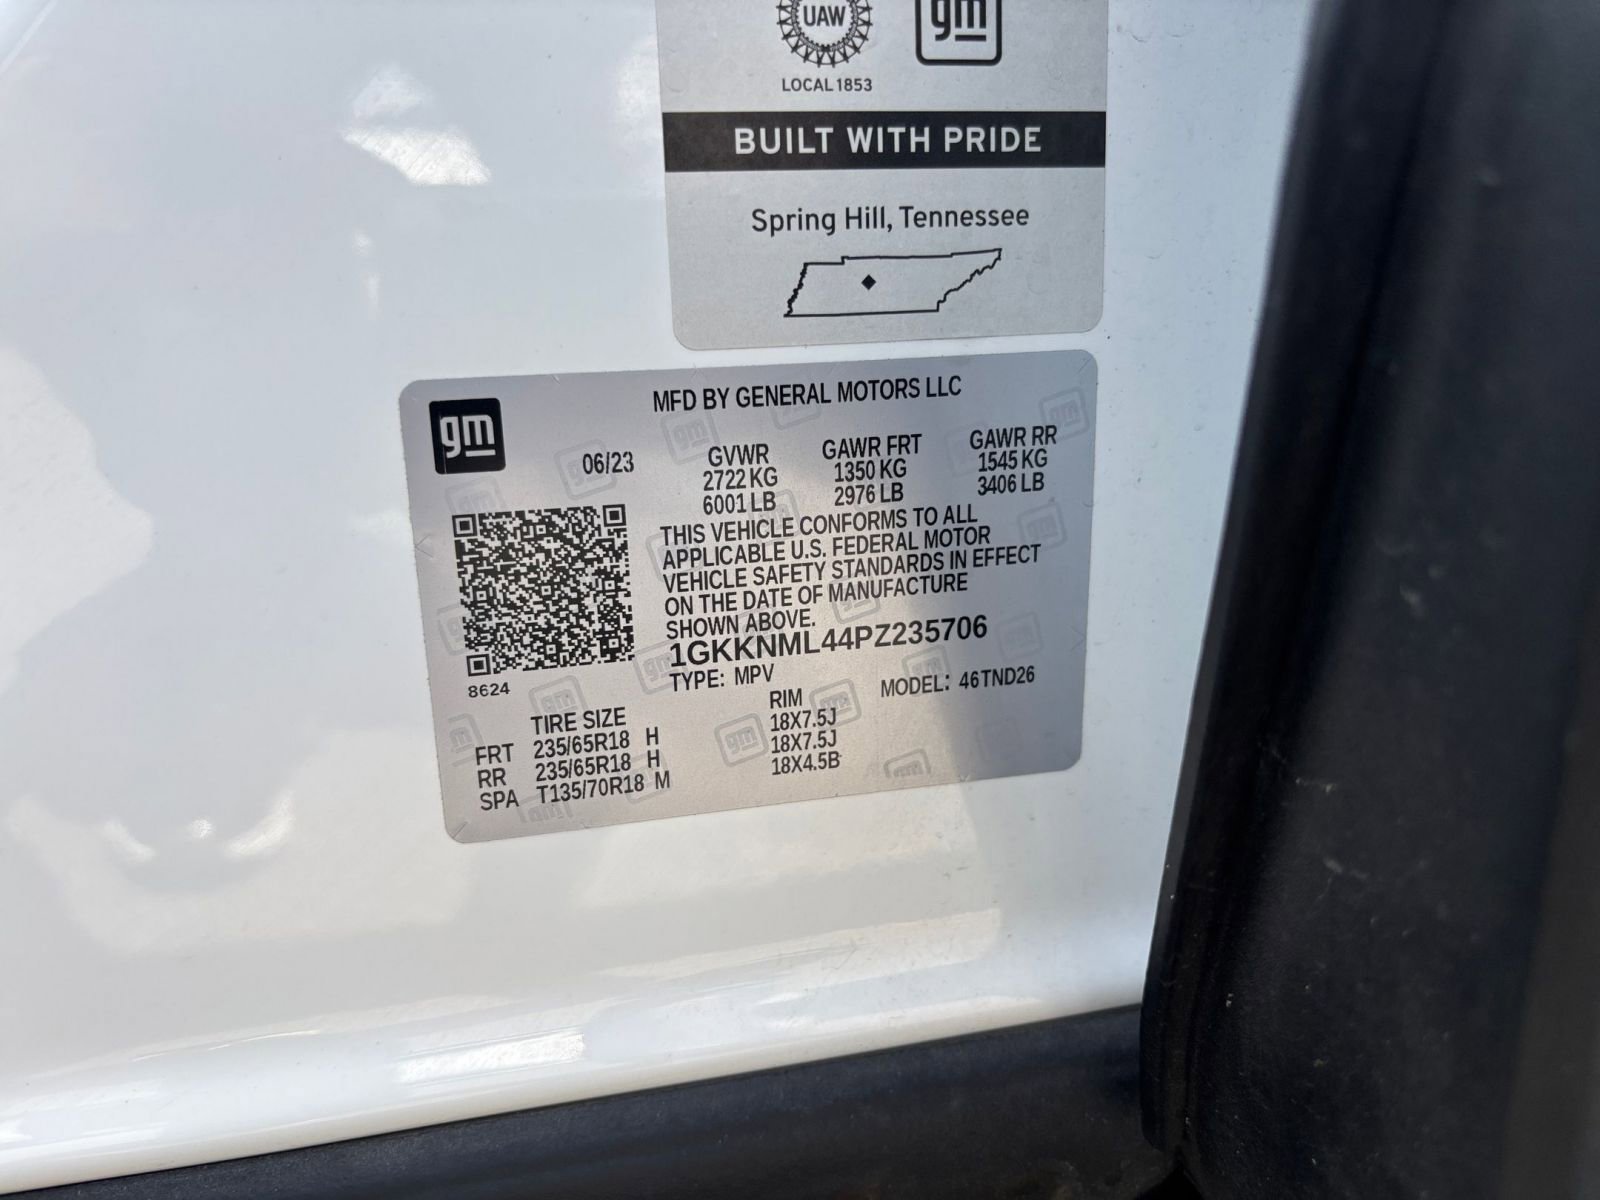 UAW
gm
LOCAL 1853
BUILT WITH PRIDE
Spring Hill, Tennessee
gm
MFD BY GENERAL MOTORS LLC
06/23
GVWR
2722 KG
6001 LB
GAWR FRT
1350 KG
2976 LB
GAWR RR
1545 KG
3406 LB
THIS VEHICLE CONFORMS TO ALL
APPLICABLE U.S. FEDERAL MOTOR
VEHICLE SAFETY STANDARDS IN EFFECT
ON THE DATE OF MANUFACTURE
SHOWN ABOVE.
1GKKNML44PZ235706
TYPE: MPV
MODEL: 46TND26
8624
TIRE SIZE
RIM
FRT 235/65R18 H 18X7.5J
RR 235/65R18 H 18X7.5J
SPA T135/70R18 M 18X4.5B